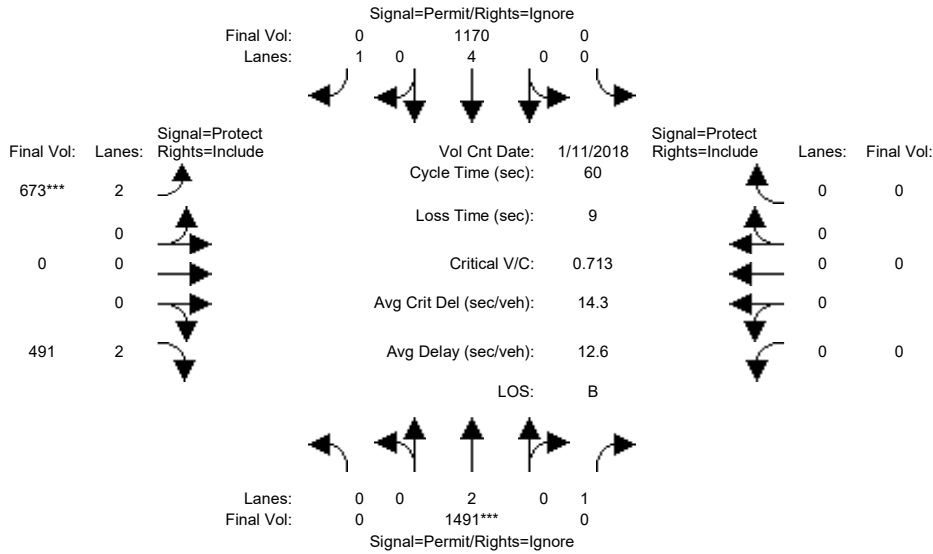 Signal=Permit/Rights=Ignore
Final Vol: 0 1170 0
Lanes: 1 0 4 0 0
Signal=Protect
Final Vol: Lanes: Rights=Include
Vol Cnt Date: 1/11/2018
Signal=Protect
Rights=Include Lanes: Final Vol:
Cycle Time (sec): 60
673*** 2
0 0
Loss Time (sec): 9
0
0
0 0
Critical V/C: 0.713
0 0
0
Avg Crit Del (sec/veh): 14.3
0
491 2
Avg Delay (sec/veh): 12.6
0 0
LOS: B
Lanes: 0 0 2 0 1
Final Vol: 0 1491*** 0
Signal=Permit/Rights=Ignore